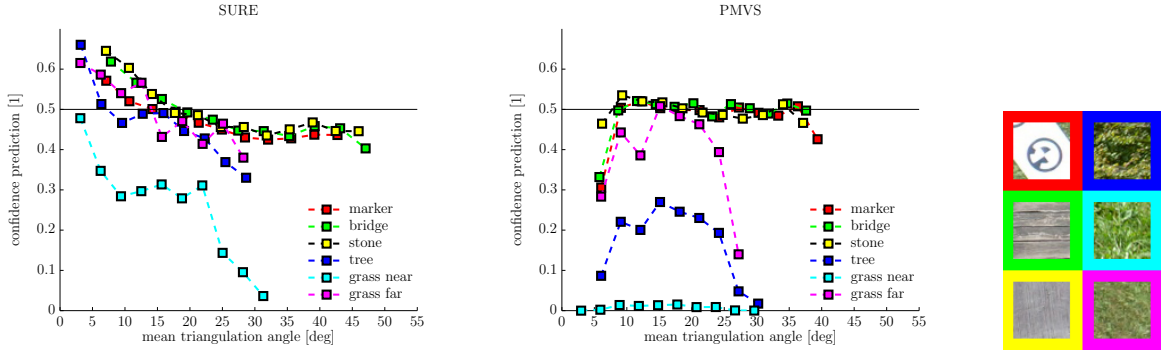 SURE
confidence prediction [1]
0.6
0.5
0.4
0.3
0.2
0.1
0
0 5 10 15 20 25 30 35 40 45 50 55
mean triangulation angle [deg]
marker
bridge
stone
tree
grass near
grass far
PMVS
confidence prediction [1]
0.6
0.5
0.4
0.3
0.2
0.1
0
0 5 10 15 20 25 30 35 40 45 50 55
mean triangulation angle [deg]
marker
bridge
stone
tree
grass near
grass far